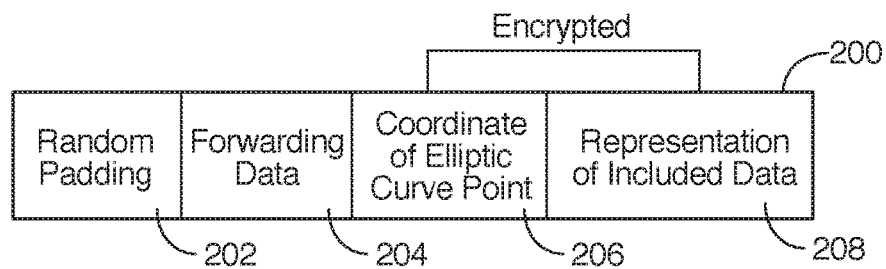 Encrypted
200
Random
Padding
Forwarding
Data
Coordinate
of Elliptic
Curve Point
Representation
of Included Data
202
204
206
208